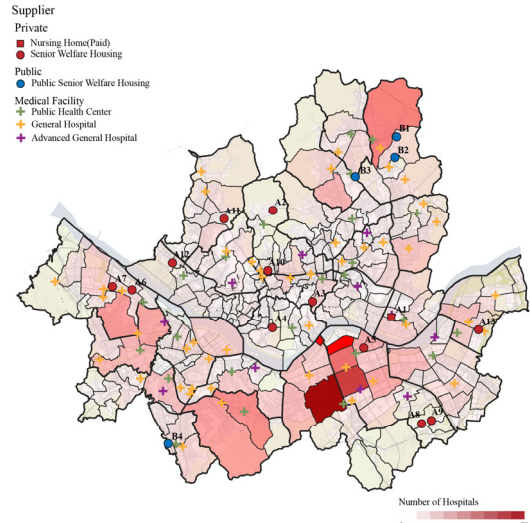 Supplier
Private
Nursing Home(Paid)
Senior Welfare Housing
Public
Public Senior Welfare Housing
Medical Facility
Public Health Center
General Hospital
Advanced General Hospital
B1
B2
B3
A2
A11
A12
A10
A7
A6
A3
A4
A5
A8
A9
B4
Number of Hospitals